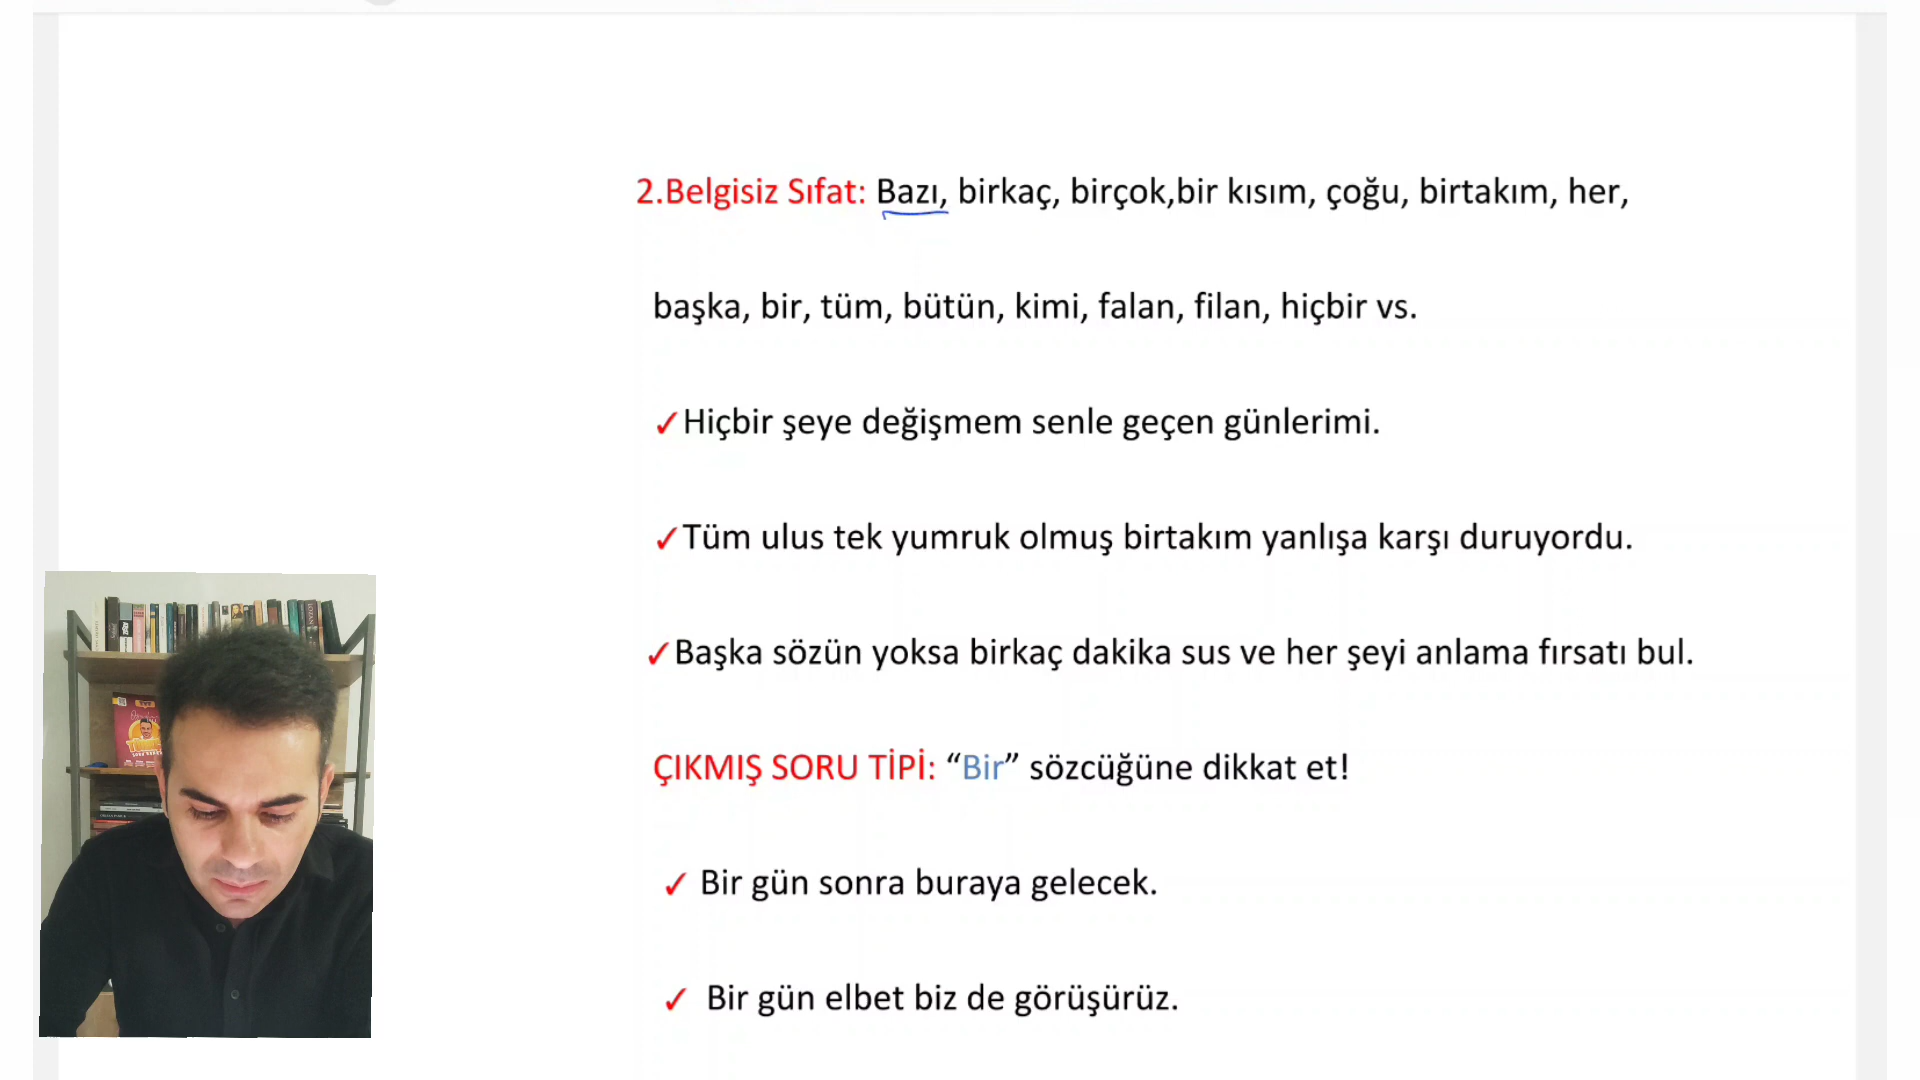 2.Belgisiz Sıfat: Bazı, birkaç, birçok,bir kısım, çoğu, birtakım, her,
başka, bir, tüm, bütün, kimi, falan, filan, hiçbir vs.
✓Hiçbir şeye değişmem senle geçen günlerimi.
✓Tüm ulus tek yumruk olmuş birtakım yanlışa karşı duruyordu.
✓Başka sözün yoksa birkaç dakika sus ve her şeyi anlama fırsatı bul.
ÇIKMIŞ SORU TİPİ: “Bir” sözcüğüne dikkat et!
✓ Bir gün sonra buraya gelecek.
✓ Bir gün elbet biz de görüşürüz.